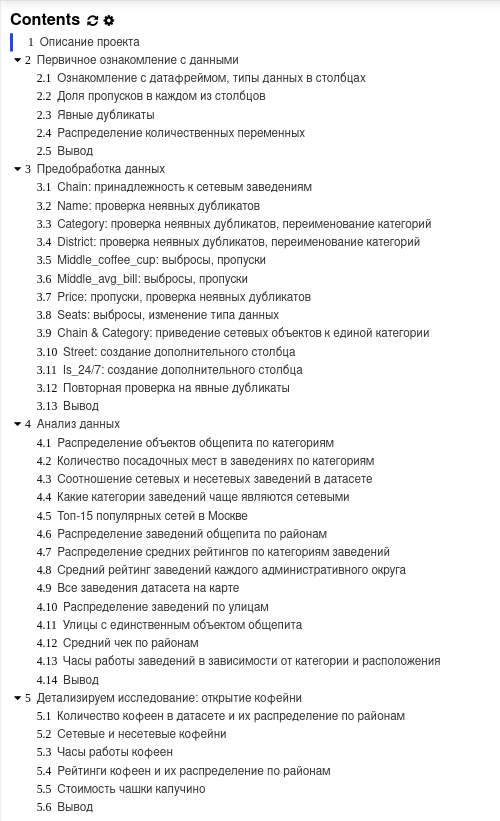 Contents
1 Описание проекта
2 Первичное ознакомление с данными
2.1 Ознакомление с датафреймом, типы данных в столбцах
2.2 Доля пропусков в каждом из столбцов
2.3 Явные дубликаты
2.4 Распределение количественных переменных
2.5 Вывод
3 Предобработка данных
3.1 Chain: принадлежность к сетевым заведениям
3.2 Name: проверка неявных дубликатов
3.3 Category: проверка неявных дубликатов, переименование категорий
3.4 District: проверка неявных дубликатов, переименование категорий
3.5 Middle_coffee_cup: выбросы, пропуски
3.6 Middle_avg_bill: выбросы, пропуски
3.7 Price: пропуски, проверка неявных дубликатов
3.8 Seats: выбросы, изменение типа данных
3.9 Chain & Category: приведение сетевых объектов к единой категории
3.10 Street: создание дополнительного столбца
3.11 Is_24/7: создание дополнительного столбца
3.12 Повторная проверка на явные дубликаты
3.13 Вывод
4 Анализ данных
4.1 Распределение объектов общепита по категориям
4.2 Количество посадочных мест в заведениях по категориям
4.3 Соотношение сетевых и несетевых заведений в датасете
4.4 Какие категории заведений чаще являются сетевыми
4.5 Топ-15 популярных сетей в Москве
4.6 Распределение заведений общепита по районам
4.7 Распределение средних рейтингов по категориям заведений
4.8 Средний рейтинг заведений каждого административного округа
4.9 Все заведения датасета на карте
4.10 Распределение заведений по улицам
4.11 Улицы с единственным объектом общепита
4.12 Средний чек по районам
4.13 Часы работы заведений в зависимости от категории и расположения
4.14 Вывод
5 Детализируем исследование: открытие кофейни
5.1 Количество кофеен в датасете и их распределение по районам
5.2 Сетевые и несетевые кофейни
5.3 Часы работы кофеен
5.4 Рейтинги кофеен и их распределение по районам
5.5 Стоимость чашки капучино
5.6 Вывод